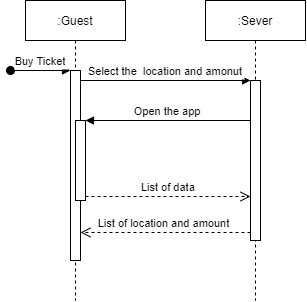 :Guest
:Sever
Buy Ticket
Select the location and amonut
Open the app
List of data
List of location and amount